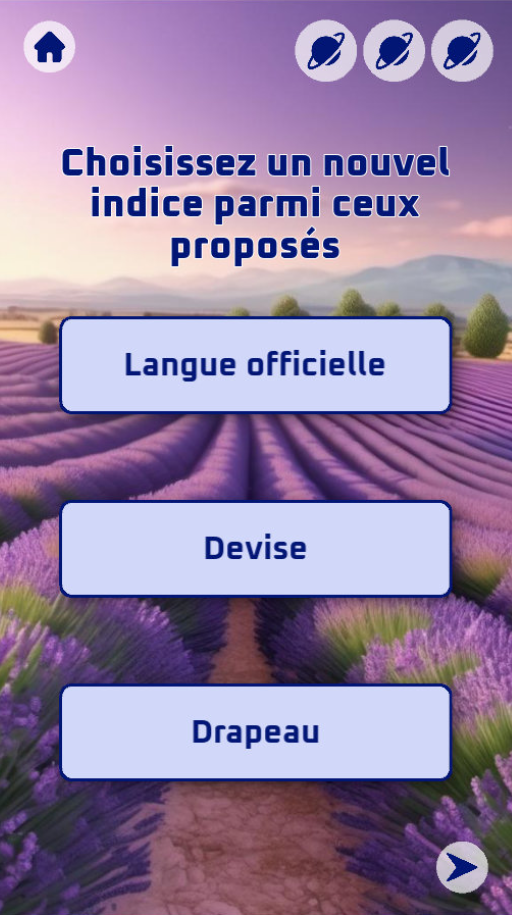 Choisissez un nouvel
indice parmi ceux
proposés
Langue officielle
Devise
Drapeau